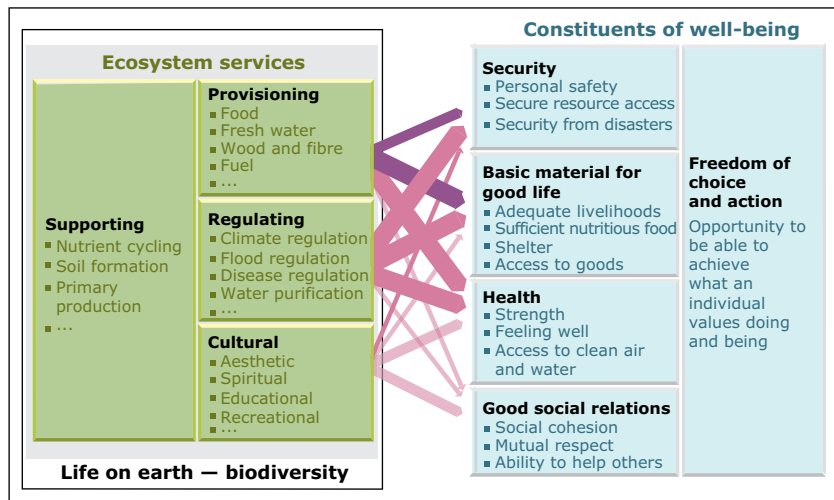 Ecosystem services
Supporting
Nutrient cycling
Soil formation
Primary
production
...
Provisioning
Food
Fresh water
Wood and fibre
Fuel
...
Regulating
Climate regulation
Flood regulation
Disease regulation
Water purification
...
Cultural
Aesthetic
Spiritual
Educational
Recreational
...
Life on earth — biodiversity
Constituents of well-being
Security
Personal safety
Secure resource access
Security from disasters
Basic material for
good life
Adequate livelihoods
Sufficient nutritious food
Shelter
Access to goods
Health
Strength
Feeling well
Access to clean air
and water
Good social relations
Social cohesion
Mutual respect
Ability to help others
Freedom of
choice
and action
Opportunity to
be able to
achieve
what an
individual
values doing
and being